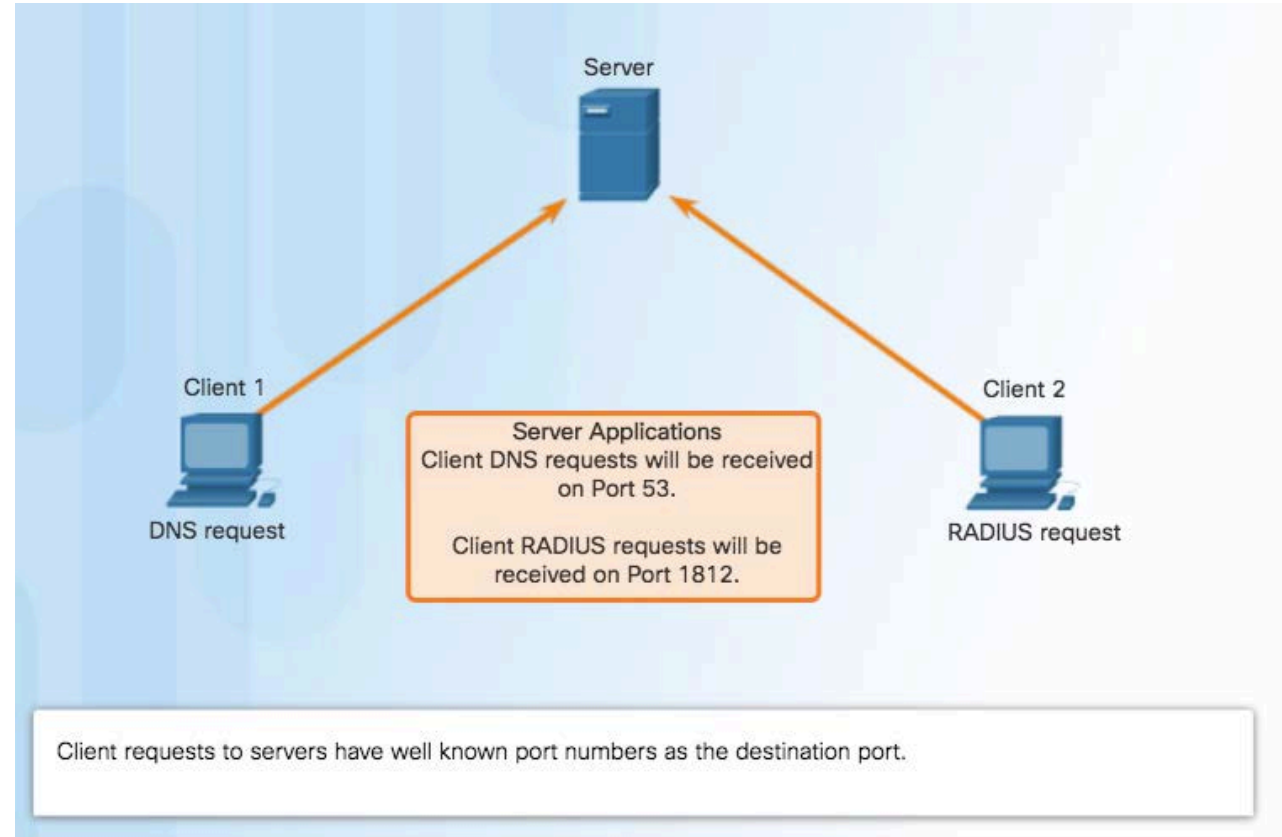 Server
Client 1
Client 2
Server Applications
Client DNS requests will be received
on Port 53.
Client RADIUS requests will be
received on Port 1812.
DNS request
RADIUS request
Client requests to servers have well known port numbers as the destination port.